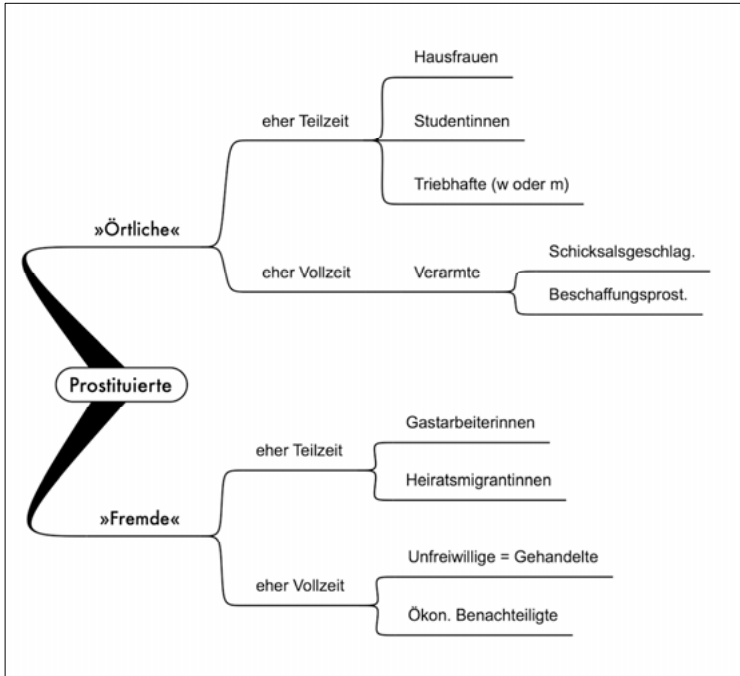 Hausfrauen
eher Teilzeit
Studentinnen
Triebhafte (w oder m)
»Örtliche«
Schicksalsgeschlag.
eher Vollzeit
Verarmte
Beschaffungsprost.
Prostituierte
Gastarbeiterinnen
eher Teilzeit
Heiratsmigrantinnen
»Fremde«
Unfreiwillige = Gehandelte
eher Vollzeit
Ökon. Benachteiligte